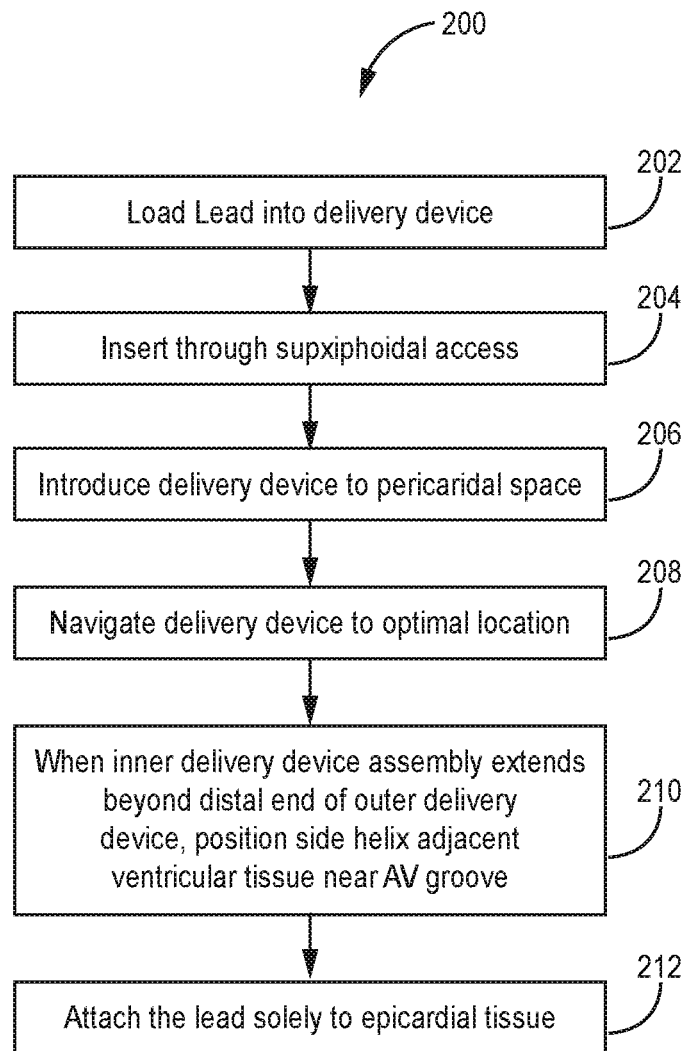 200
202
Load Lead into delivery device
204
Insert through supxiphoidal access
206
Introduce delivery device to pericaridal space
208
Navigate delivery device to optimal location
When inner delivery device assembly extends
beyond distal end of outer delivery
device, position side helix adjacent
ventricular tissue near AV groove
210
212
Attach the lead solely to epicardial tissue